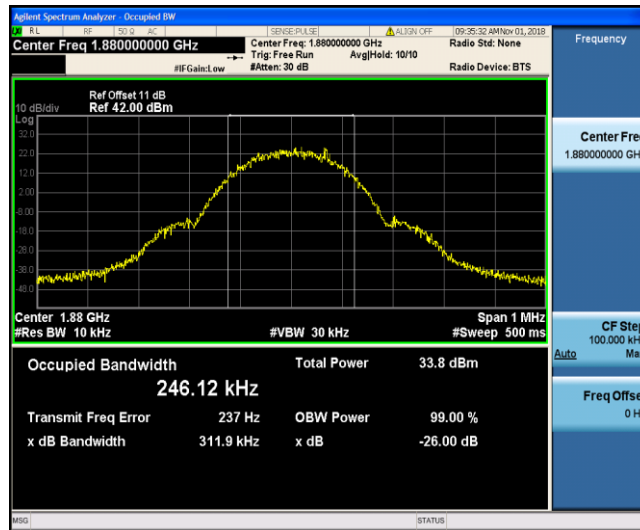 Agilent Spectrum Analyzer - Occupied BW
RL RF 50 Ω AC SENSE:PULSE ALIGN OFF 09:35:32 AM Nov 01, 2018
Center Freq 1.880000000 GHz
Center Freq: 1.880000000 GHz
Radio Std: None
Trig: Free Run Avg|Hold: 10/10
#IFGain:Low
#Atten: 30 dB
Radio Device: BTS
Frequency
Ref Offset 11 dB
10 dB/div Ref 42.00 dBm
Log
32.0
22.0
12.0
2.00
-8.00
-18.0
-28.0
-38.0
-48.0
Center 1.88 GHz Span 1 MHz
#Res BW 10 kHz #VBW 30 kHz #Sweep 500 ms
Center Fre
1.880000000 GH
CF Step
100.000 kH
Auto Ma
Freq Offse
0 H
Occupied Bandwidth Total Power 33.8 dBm
246.12 kHz
Transmit Freq Error 237 Hz OBW Power 99.00 %
x dB Bandwidth 311.9 kHz x dB -26.00 dB
MSG STATUS